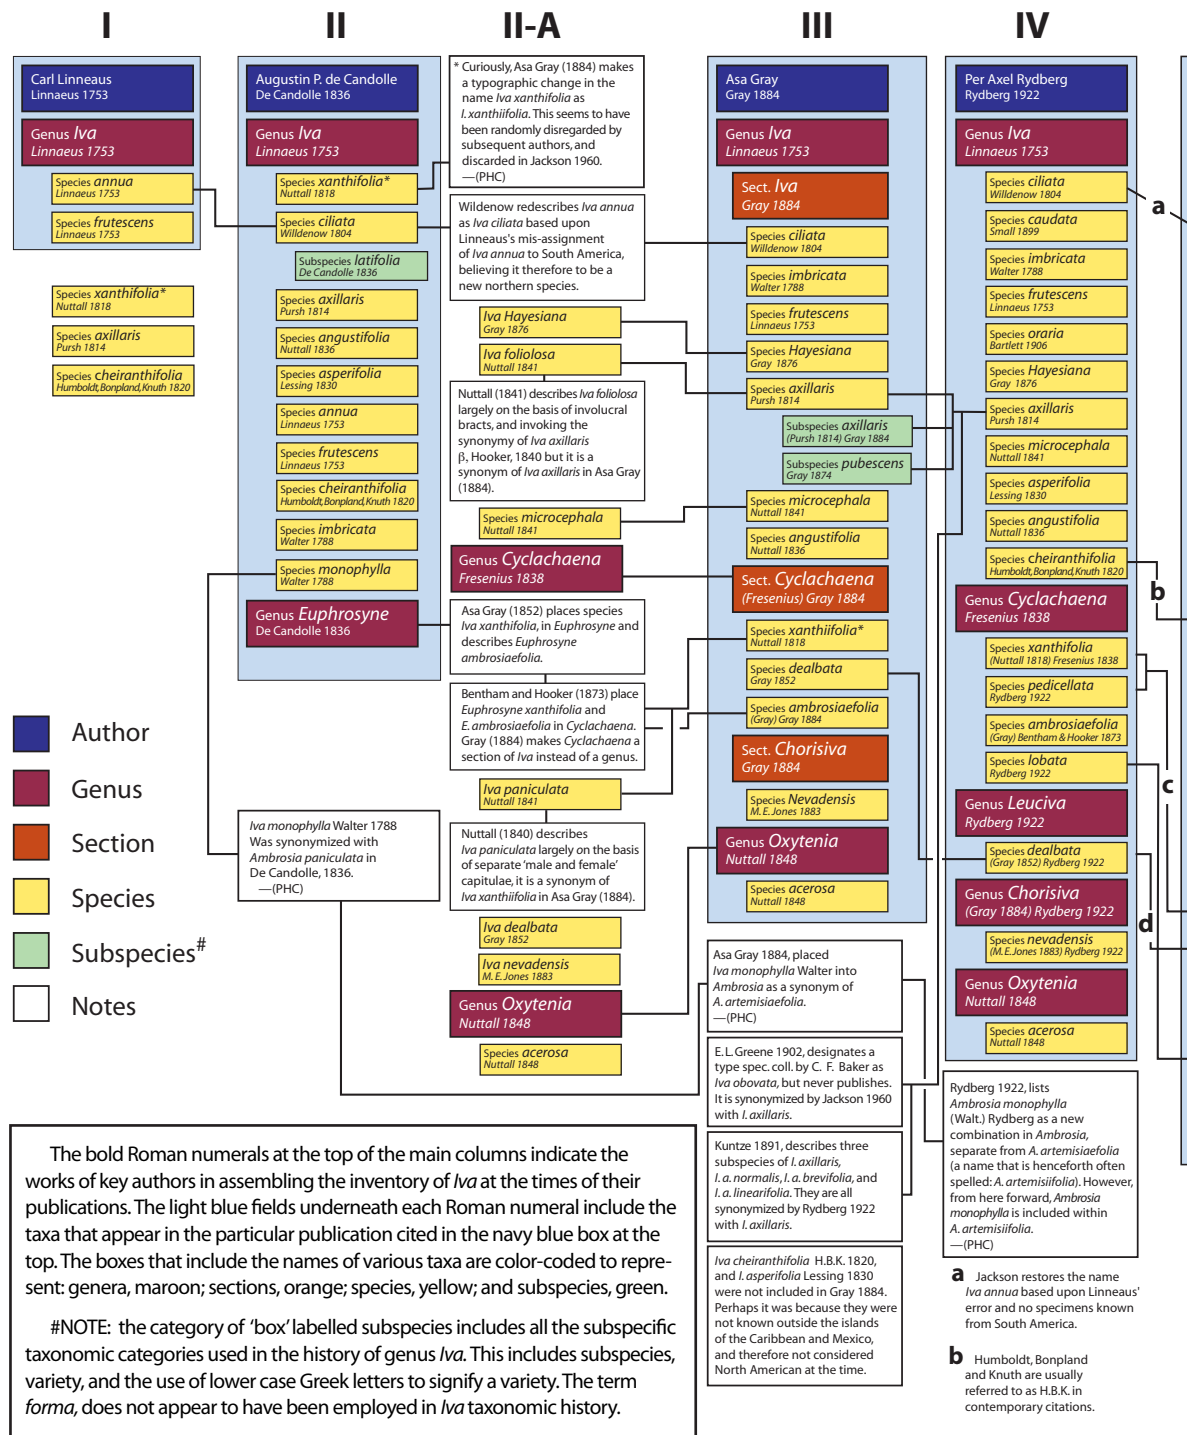 I
II
II-A
III
IV
Carl Linneaus
Linnaeus 1753
Genus Iva
Linnaeus 1753
Species annua
Linnaeus 1753
Species frutescens
Linnaeus 1753
Species xanthifolia*
Nuttall 1818
Species axillaris
Pursh 1814
Species cheiranthifolia
Humboldt,Bonpland,Knuth 1820
Author
Genus
Section
Species
Subspecies#
Notes
Augustin P. de Candolle
De Candolle 1836
Genus Iva
Linnaeus 1753
Species xanthifolia*
Nuttall 1818
Species ciliata
Willdenow 1804
Subspecies latifolia
De Candolle 1836
Species axillaris
Pursh 1814
Species angustifolia
Nuttall 1836
Species asperifolia
Lessing 1830
Species annua
Linnaeus 1753
Species frutescens
Linnaeus 1753
Species cheiranthifolia
Humboldt,Bonpland,Knuth 1820
Species imbricata
Walter 1788
Species monophylla
Walter 1788
Genus Euphrosyne
De Candolle 1836
Iva monophylla Walter 1788
Was synonymized with
Ambrosia paniculata in
De Candolle, 1836.
—(PHC)
* Curiously, Asa Gray (1884) makes
a typographic change in the
name Iva xanthifolia as
I. xanthiifolia. This seems to have
been randomly disregarded by
subsequent authors, and
discarded in Jackson 1960.
—(PHC)
Wildenow redescribes Iva annua
as Iva ciliata based upon
Linneaus's mis-assignment
of Iva annua to South America,
believing it therefore to be a
new northern species.
Iva Hayesiana
Gray 1876
Iva foliolosa
Nuttall 1841
Nuttall (1841) describes Iva foliolosa
largely on the basis of involucral
bracts, and invoking the
synonymy of Iva axillaris
β, Hooker, 1840 but it is a
synonym of Iva axillaris in Asa Gray
(1884).
Species microcephala
Nuttall 1841
Genus Cyclachaena
Fresenius 1838
Asa Gray (1852) places species
Iva xanthifolia, in Euphrosyne and
describes Euphrosyne
ambrosiaefolia.
Bentham and Hooker (1873) place
Euphrosyne xanthifolia and
E. ambrosiaefolia in Cyclachaena.
Gray (1884) makes Cyclachaena a
section of Iva instead of a genus.
Iva paniculata
Nuttall 1841
Nuttall (1840) describes
Iva paniculata largely on the basis
of separate 'male and female'
capitulae, it is a synonym of
Iva xanthiifolia in Asa Gray (1884).
Iva dealbata
Gray 1852
Iva nevadensis
M. E. Jones 1883
Genus Oxytenia
Nuttall 1848
Species acerosa
Nuttall 1848
Asa Gray
Gray 1884
Genus Iva
Linnaeus 1753
Sect. Iva
Gray 1884
Species ciliata
Willdenow 1804
Species imbricata
Walter 1788
Species frutescens
Linnaeus 1753
Species Hayesiana
Gray 1876
Species axillaris
Pursh 1814
Subspecies axillaris
(Pursh 1814) Gray 1884
Subspecies pubescens
Gray 1874
Species microcephala
Nuttall 1841
Species angustifolia
Nuttall 1836
Sect. Cyclachaena
(Fresenius) Gray 1884
Species xanthiifolia*
Nuttall 1818
Species dealbata
Gray 1852
Species ambrosiaefolia
(Gray) Gray 1884
Sect. Chorisiva
Gray 1884
Species Nevadensis
M. E. Jones 1883
Genus Oxytenia
Nuttall 1848
Species acerosa
Nuttall 1848
Asa Gray 1884, placed
Iva monophylla Walter into
Ambrosia as a synonym of
A. artemisiaefolia.
—(PHC)
E. L. Greene 1902, designates a
type spec. coll. by C. F. Baker as
Iva obovata, but never publishes.
It is synonymized by Jackson 1960
with I. axillaris.
Kuntze 1891, describes three
subspecies of I. axillaris,
I. a. normalis, I. a. brevifolia, and
I. a. linearifolia. They are all
synonymized by Rydberg 1922
with I. axillaris.
Iva cheiranthifolia H.B.K. 1820,
and I. asperifolia Lessing 1830
were not included in Gray 1884.
Perhaps it was because they were
not known outside the islands
of the Caribbean and Mexico,
and therefore not considered
North American at the time.
Per Axel Rydberg
Rydberg 1922
Genus Iva
Linnaeus 1753
Species ciliata
Willdenow 1804
Species caudata
Small 1899
Species imbricata
Walter 1788
Species frutescens
Linnaeus 1753
Species oraria
Bartlett 1906
Species Hayesiana
Gray 1876
Species axillaris
Pursh 1814
Species microcephala
Nuttall 1841
Species asperifolia
Lessing 1830
Species angustifolia
Nuttall 1836
Species cheiranthifolia
Humboldt,Bonpland,Knuth 1820
Genus Cyclachaena
Fresenius 1838
Species xanthifolia
(Nuttall 1818) Fresenius 1838
Species pedicellata
Rydberg 1922
Species ambrosiaefolia
(Gray) Bentham & Hooker 1873
Species lobata
Rydberg 1922
Genus Leuciva
Rydberg 1922
Species dealbata
(Gray 1852) Rydberg 1922
Genus Chorisiva
(Gray 1884) Rydberg 1922
Species nevadensis
(M. E. Jones 1883) Rydberg 1922
Genus Oxytenia
Nuttall 1848
Species acerosa
Nuttall 1848
a
b
c
d
Rydberg 1922, lists
Ambrosia monophylla
(Walt.) Rydberg as a new
combination in Ambrosia,
separate from A. artemisiaefolia
(a name that is henceforth often
spelled: A. artemisiifolia). However,
from here forward, Ambrosia
monophylla is included within
A. artemisiifolia.
—(PHC)
a Jackson restores the name
Iva annua based upon Linneaus'
error and no specimens known
from South America.
b Humboldt, Bonpland
and Knuth are usually
referred to as H.B.K. in
contemporary citations.
The bold Roman numerals at the top of the main columns indicate the
works of key authors in assembling the inventory of Iva at the times of their
publications. The light blue fields underneath each Roman numeral include the
taxa that appear in the particular publication cited in the navy blue box at the
top. The boxes that include the names of various taxa are color-coded to repre-
sent: genera, maroon; sections, orange; species, yellow; and subspecies, green.
#NOTE: the category of 'box' labelled subspecies includes all the subspecific
taxonomic categories used in the history of genus Iva. This includes subspecies,
variety, and the use of lower case Greek letters to signify a variety. The term
forma, does not appear to have been employed in Iva taxonomic history.